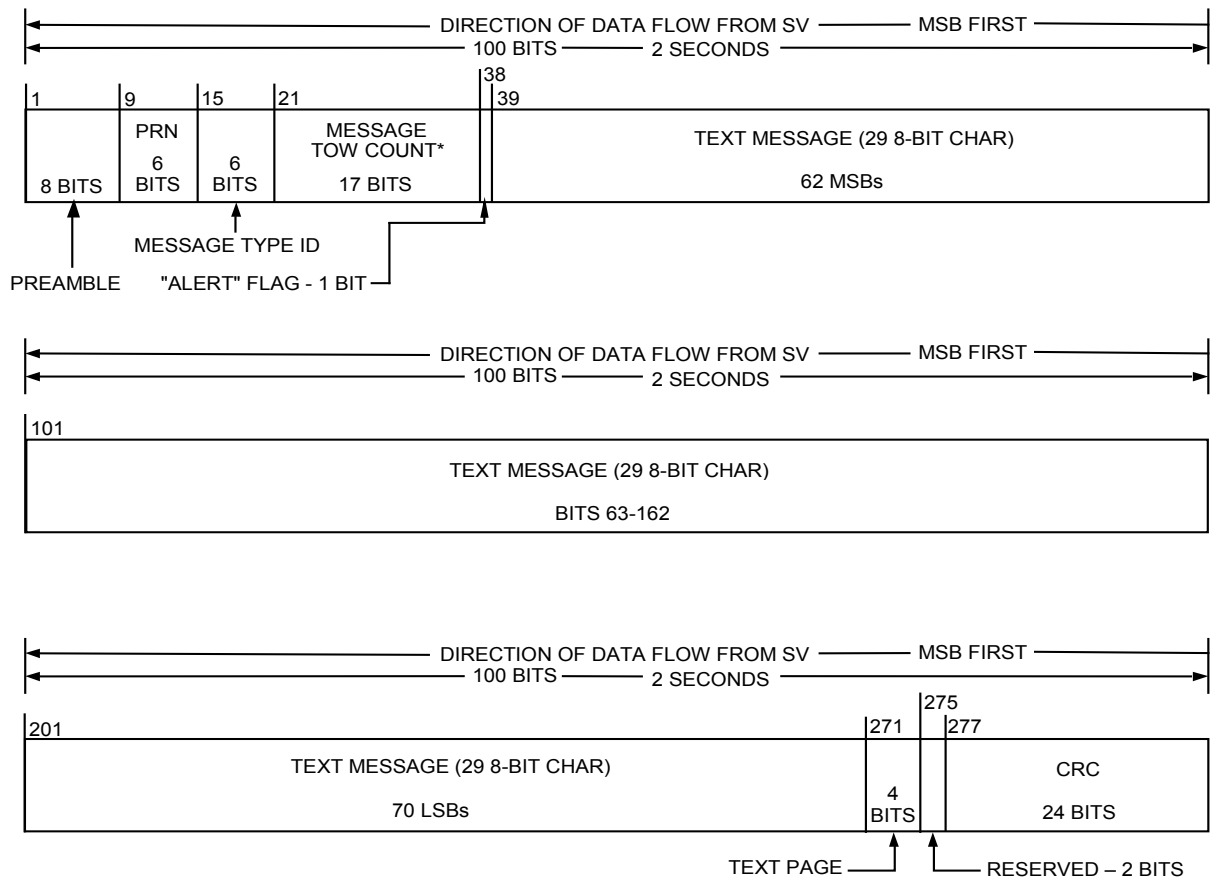 DIRECTION OF DATA FLOW FROM SV MSB FIRST
100 BITS 2 SECONDS
38
1 9 15 21 39
PRN
6
BITS
MESSAGE
TOW COUNT*
17 BITS
TEXT MESSAGE (29 8-BIT CHAR)
62 MSBs
8 BITS
6
BITS
MESSAGE TYPE ID
PREAMBLE "ALERT" FLAG - 1 BIT
DIRECTION OF DATA FLOW FROM SV MSB FIRST
100 BITS 2 SECONDS
101
TEXT MESSAGE (29 8-BIT CHAR)
BITS 63-162
DIRECTION OF DATA FLOW FROM SV MSB FIRST
100 BITS 2 SECONDS
275
201 271 277
TEXT MESSAGE (29 8-BIT CHAR)
70 LSBs
4
BITS
CRC
24 BITS
TEXT PAGE RESERVED – 2 BITS